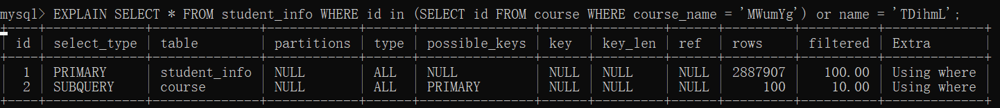 mysql> EXPLAIN SELECT * FROM student_info WHERE id in (SELECT id FROM course WHERE course_name = 'MWumYg') or name = 'TDihmL';
+----+-------------+--------------+------------+------+---------------+------+---------+------+---------+----------+-------------+
| id | select_type | table | partitions | type | possible_keys | key | key_len | ref | rows | filtered | Extra |
+----+-------------+--------------+------------+------+---------------+------+---------+------+---------+----------+-------------+
| 1 | PRIMARY | student_info | NULL | ALL | NULL | NULL | NULL | NULL | 2887907 | 100.00 | Using where |
| 2 | SUBQUERY | course | NULL | ALL | PRIMARY | NULL | NULL | NULL | 100 | 10.00 | Using where |
+----+-------------+--------------+------------+------+---------------+------+---------+------+---------+----------+-------------+